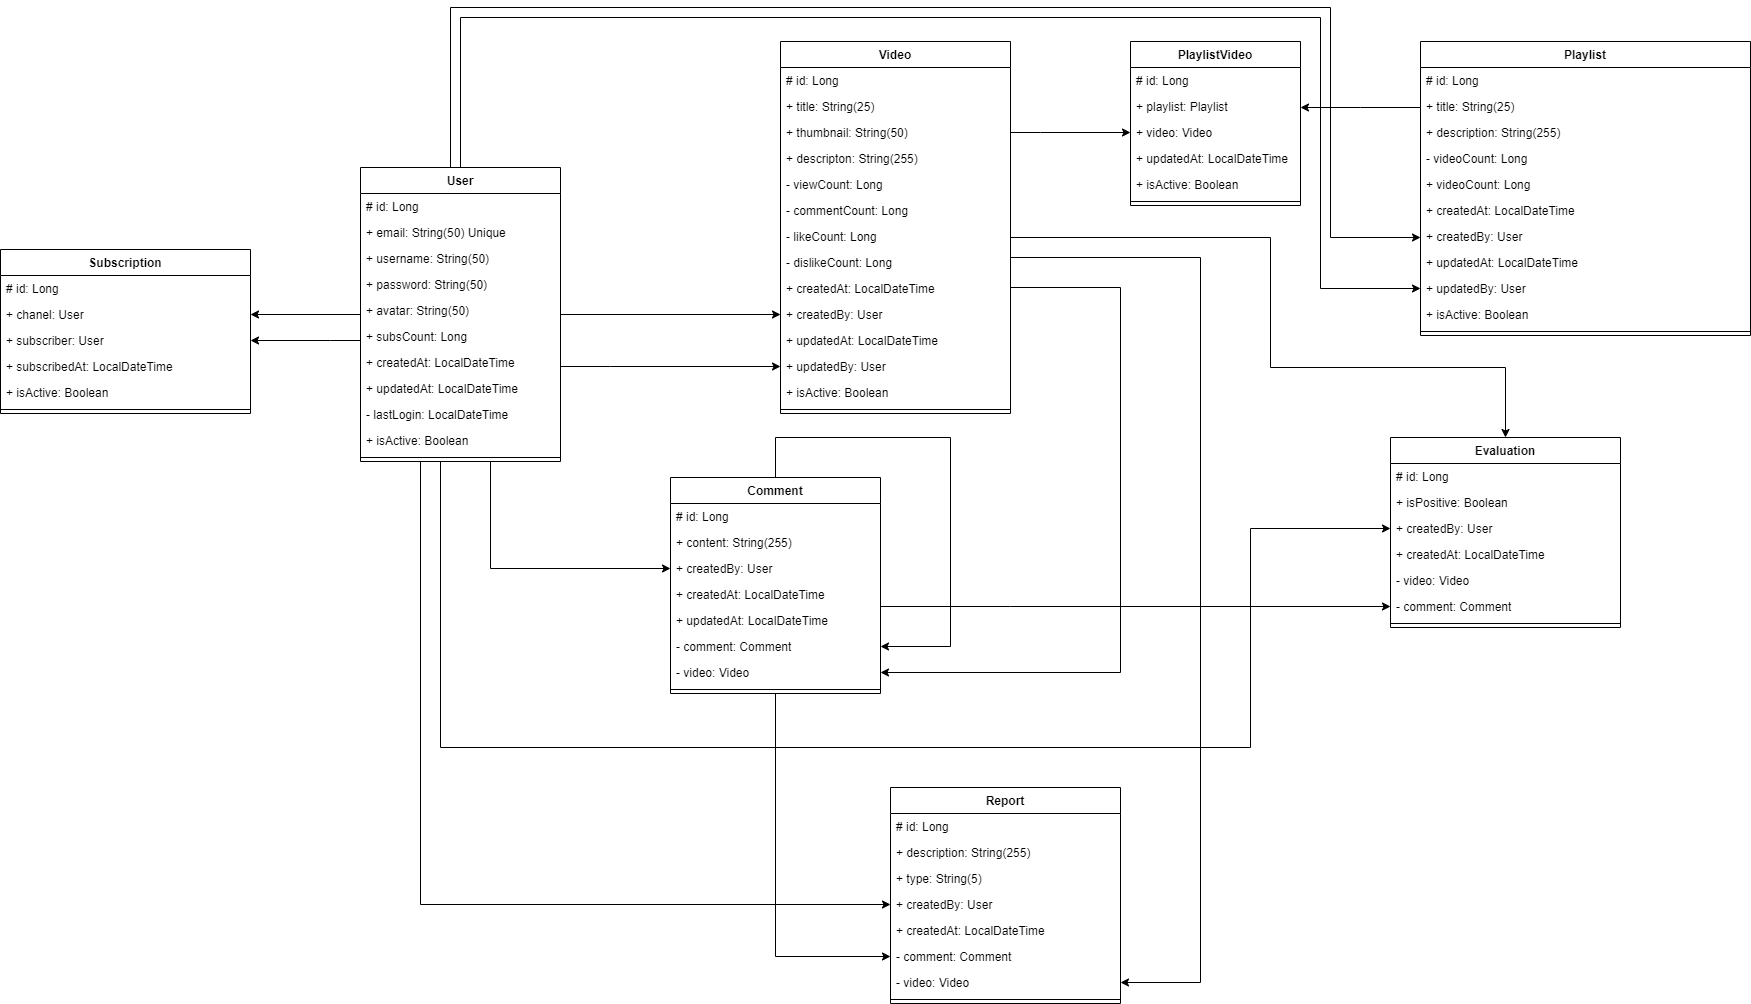 Video
# id: Long
+ title: String(25)
+ thumbnail: String(50)
+ descripton: String(255)
- viewCount: Long
- commentCount: Long
- likeCount: Long
- dislikeCount: Long
+ createdAt: LocalDateTime
+ createdBy: User
+ updatedAt: LocalDateTime
+ updatedBy: User
+ isActive: Boolean
PlaylistVideo
# id: Long
+ playlist: Playlist
+ video: Video
+ updatedAt: LocalDateTime
+ isActive: Boolean
Playlist
# id: Long
+ title: String(25)
+ description: String(255)
- videoCount: Long
+ videoCount: Long
+ createdAt: LocalDateTime
+ createdBy: User
+ updatedAt: LocalDateTime
+ updatedBy: User
+ isActive: Boolean
User
# id: Long
+ email: String(50) Unique
+ username: String(50)
+ password: String(50)
+ avatar: String(50)
+ subsCount: Long
+ createdAt: LocalDateTime
+ updatedAt: LocalDateTime
- lastLogin: LocalDateTime
+ isActive: Boolean
Subscription
# id: Long
+ chanel: User
+ subscriber: User
+ subscribedAt: LocalDateTime
+ isActive: Boolean
Comment
# id: Long
+ content: String(255)
+ createdBy: User
+ createdAt: LocalDateTime
+ updatedAt: LocalDateTime
- comment: Comment
- video: Video
Evaluation
# id: Long
+ isPositive: Boolean
+ createdBy: User
+ createdAt: LocalDateTime
- video: Video
- comment: Comment
Report
# id: Long
+ description: String(255)
+ type: String(5)
+ createdBy: User
+ createdAt: LocalDateTime
- comment: Comment
- video: Video